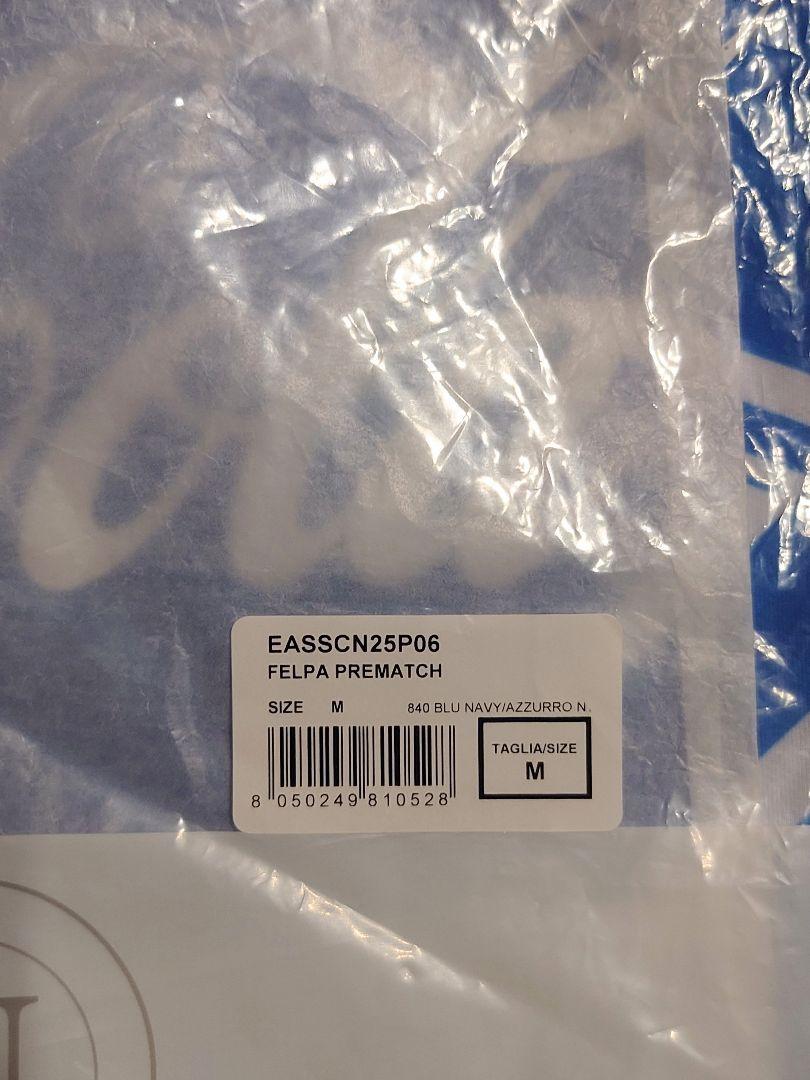 EASSCN25P06
FELPA PREMATCH
SIZE M 840 BLU NAVY/AZZURRO N.
TAGLIA/SIZE
M
8 050249 810528